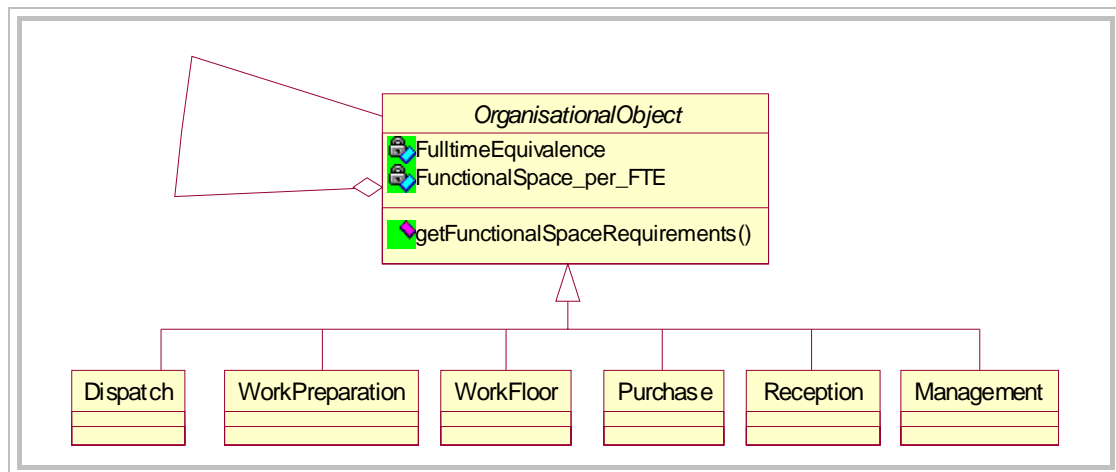 OrganisationalObject
FulltimeEquivalence
FunctionalSpace_per_FTE
getFunctionalSpaceRequirements()
Dispatch WorkPreparation WorkFloor Purchase Reception Management